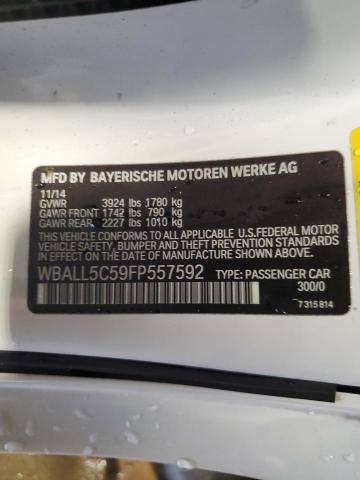 MFD BY BAYERISCHE MOTOREN WERKE AG
11/14
GVWR 3924 lbs 1780 kg
GAWR FRONT 1742 lbs 790 kg
GAWR REAR 2227 lbs 1010 kg
THIS VEHICLE CONFORMS TO ALL APPLICABLE U.S.FEDERAL MOTOR
VEHICLE SAFETY, BUMPER, AND THEFT PREVENTION STANDARDS
IN EFFECT ON THE DATE OF MANUFACTURE SHOWN ABOVE.
WBALL5C59FP557592 TYPE: PASSENGER CAR
300/0
7 315 814